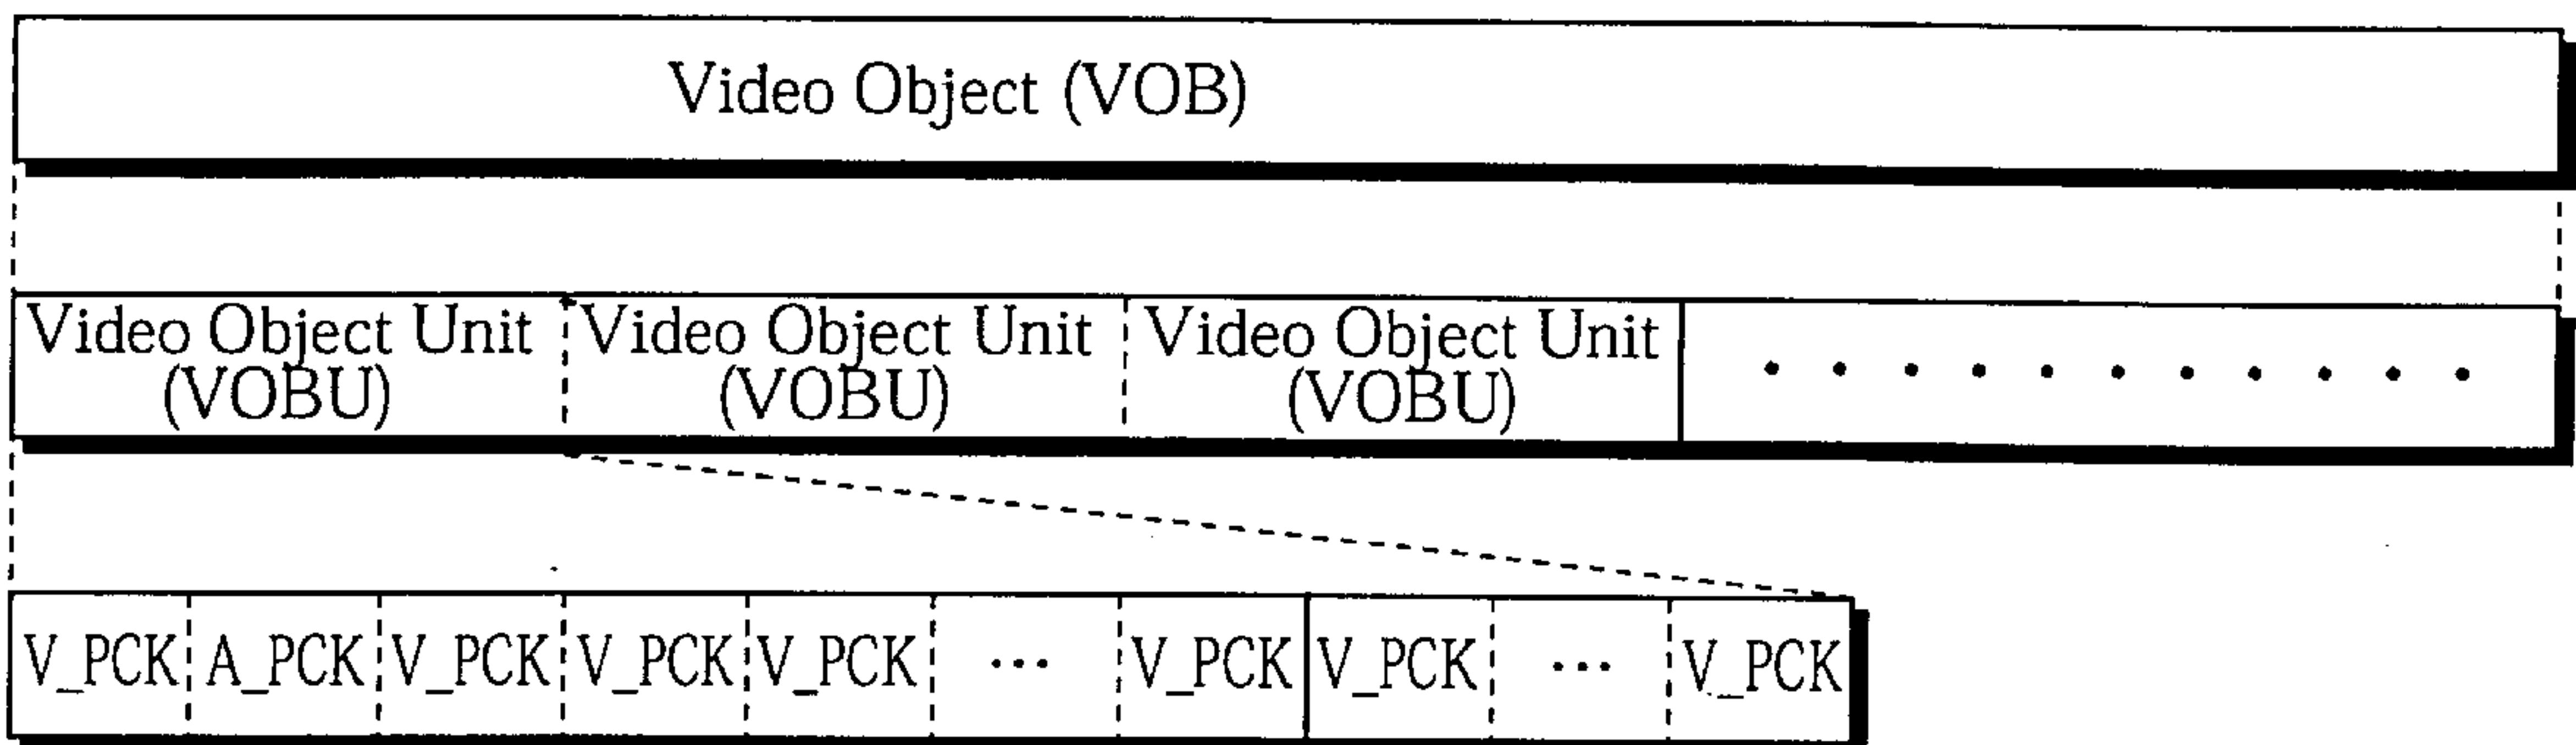 Video Object (VOB)
Video Object Unit Video Object Unit Video Object Unit . . . . . . . . . . .
(VOBU) (VOBU) (VOBU)
V_PCK A_PCK V_PCK V_PCK V_PCK ... V_PCK V_PCK ... V_PCK